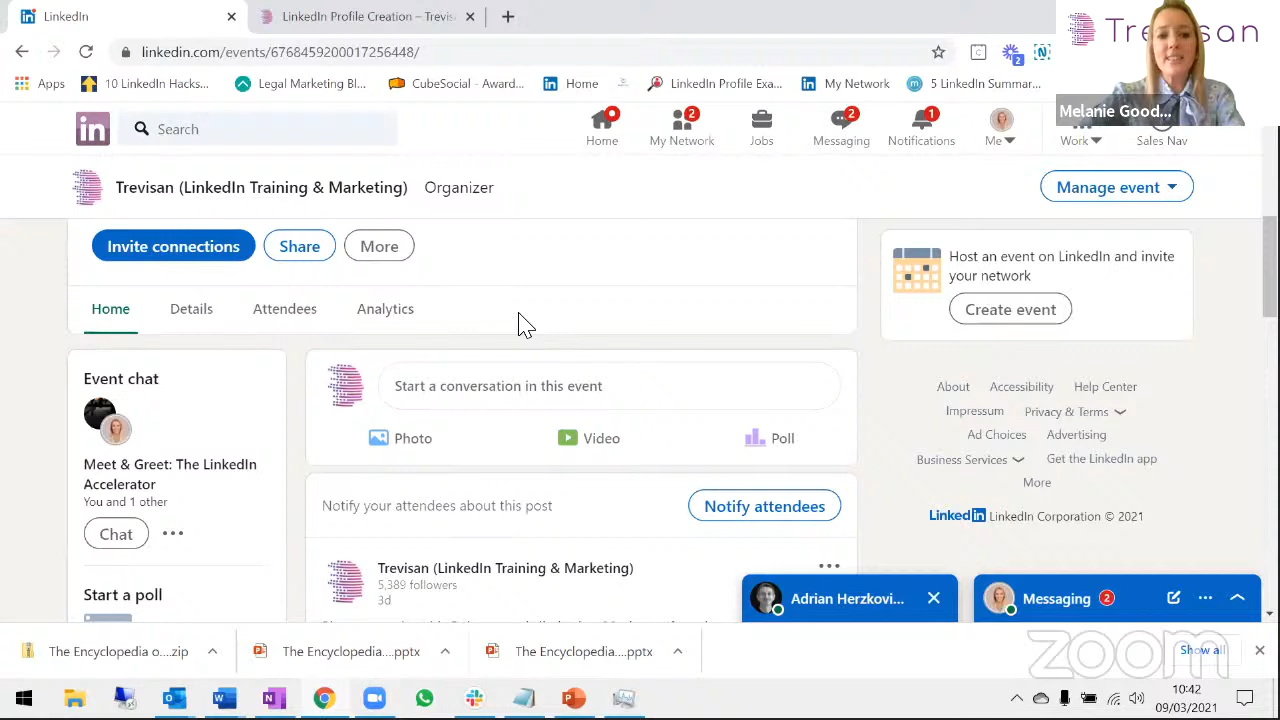 LinkedIn
LinkedIn Profile Creation – Trevis
linkedin.com/events/
Apps
10 LinkedIn Hacks...
Legal Marketing Bl...
CubeSocial - Award...
Home
LinkedIn Profile Exa...
My Network
5 LinkedIn Summar...
Melanie Good...
in
Search
2
2
1
Home
My Network
Jobs
Messaging
Notifications
Me
Work
Sales Nav
Trevisan (LinkedIn Training & Marketing)
Organizer
Manage event
Invite connections
Share
More
Host an event on LinkedIn and invite
your network
Create event
Home
Details
Attendees
Analytics
Event chat
Meet & Greet: The LinkedIn
Accelerator
You and 1 other
Chat
Start a poll
Start a conversation in this event
Photo
Video
Poll
Notify your attendees about this post
Notify attendees
Trevisan (LinkedIn Training & Marketing)
5,389 followers
3d
About
Accessibility
Help Center
Impressum
Privacy & Terms
Ad Choices
Advertising
Business Services
Get the LinkedIn app
More
LinkedIn LinkedIn Corporation © 2021
Adrian Herzkovi...
Messaging
2
The Encyclopedia o....zip
The Encyclopedia....pptx
The Encyclopedia....pptx
Show all
zoom
10:42
09/03/2021